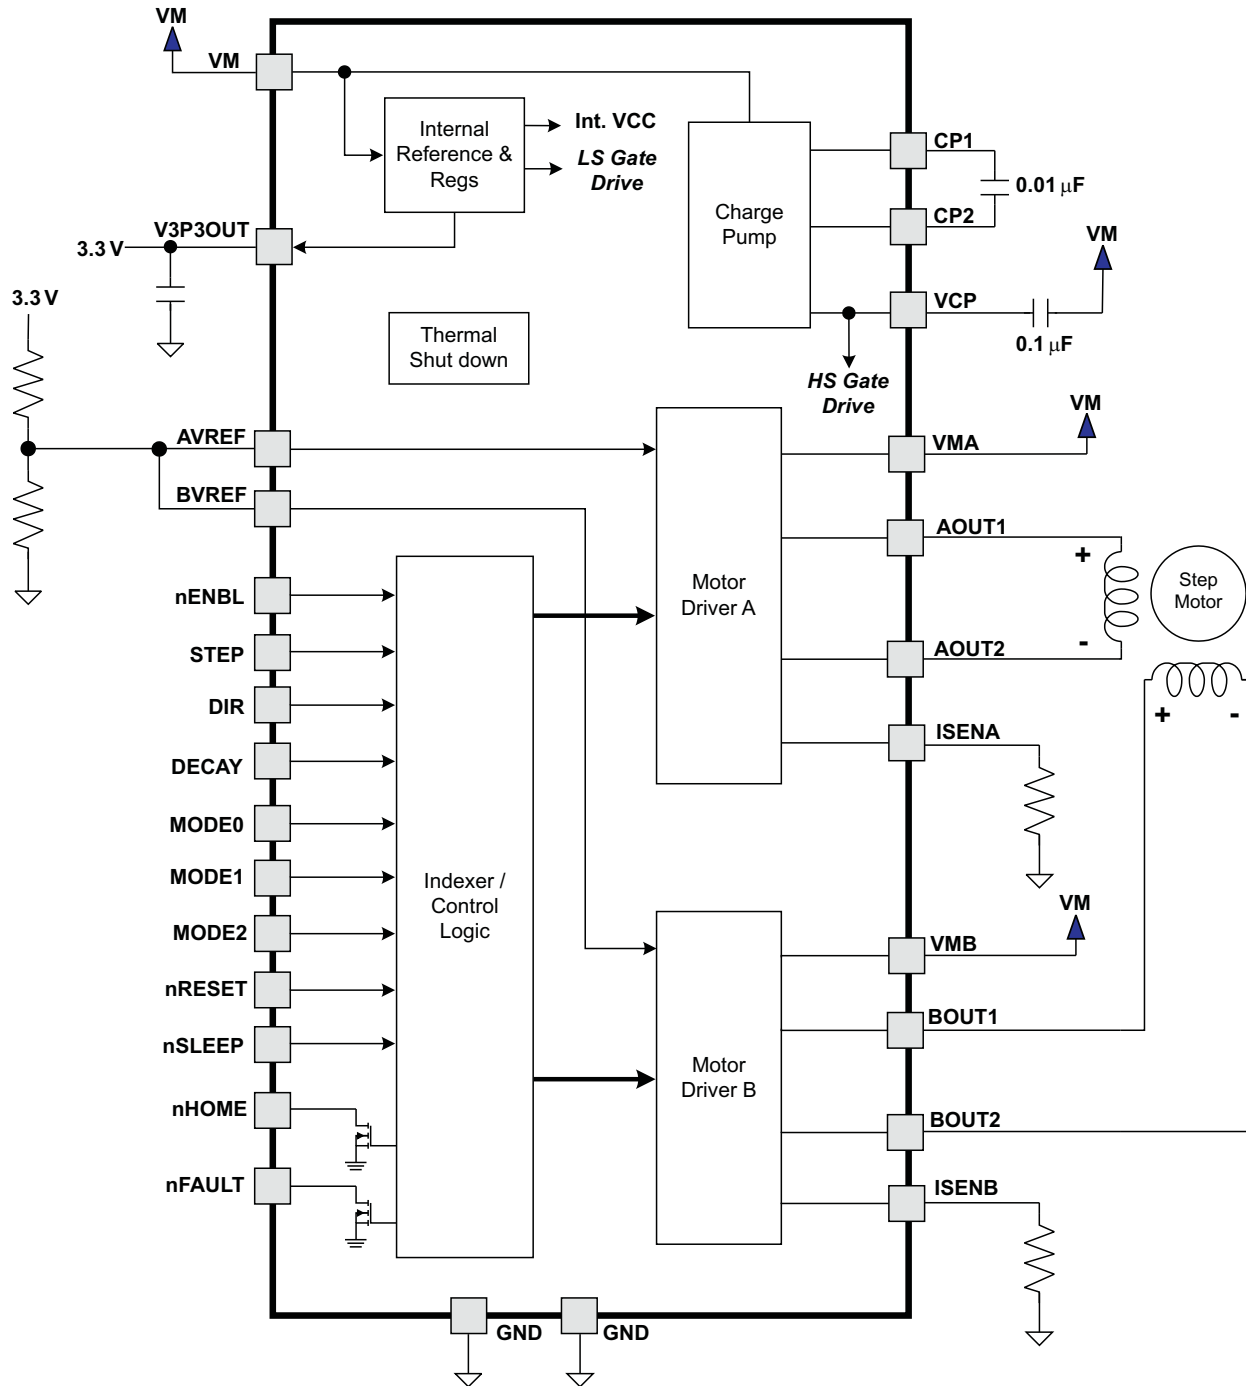 VM
VM
Internal
Reference &
Regs
Int. VCC
LS Gate
Drive
V3P3OUT
3.3 V
3.3 V
Thermal
Shut down
Charge
Pump
CP1
0.01 µF
CP2
VM
VCP
0.1 µF
HS Gate
Drive
AVREF
BVREF
nENBL
STEP
DIR
DECAY
MODE0
MODE1
MODE2
nRESET
nSLEEP
nHOME
nFAULT
Indexer /
Control
Logic
Motor
Driver A
VM
VMA
AOUT1
+
-
Step
Motor
AOUT2
+ -
ISENA
Motor
Driver B
VM
VMB
BOUT1
BOUT2
ISENB
GND
GND